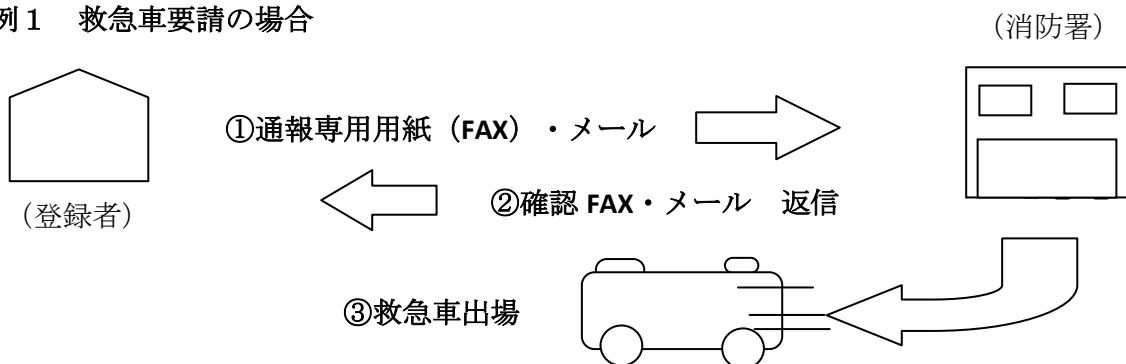 例１　救急車要請の場合
（消防署）
①通報専用用紙（FAX）・メール
②確認 FAX・メール　返信
（登録者）
③救急車出場